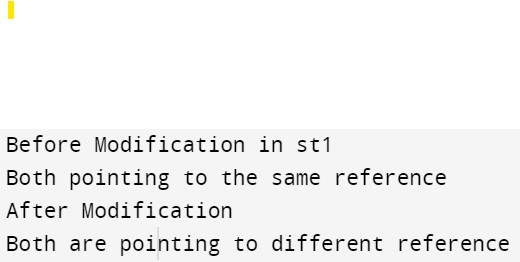 Before Modification in st1
Both pointing to the same reference
After Modification
Both are pointing to different reference